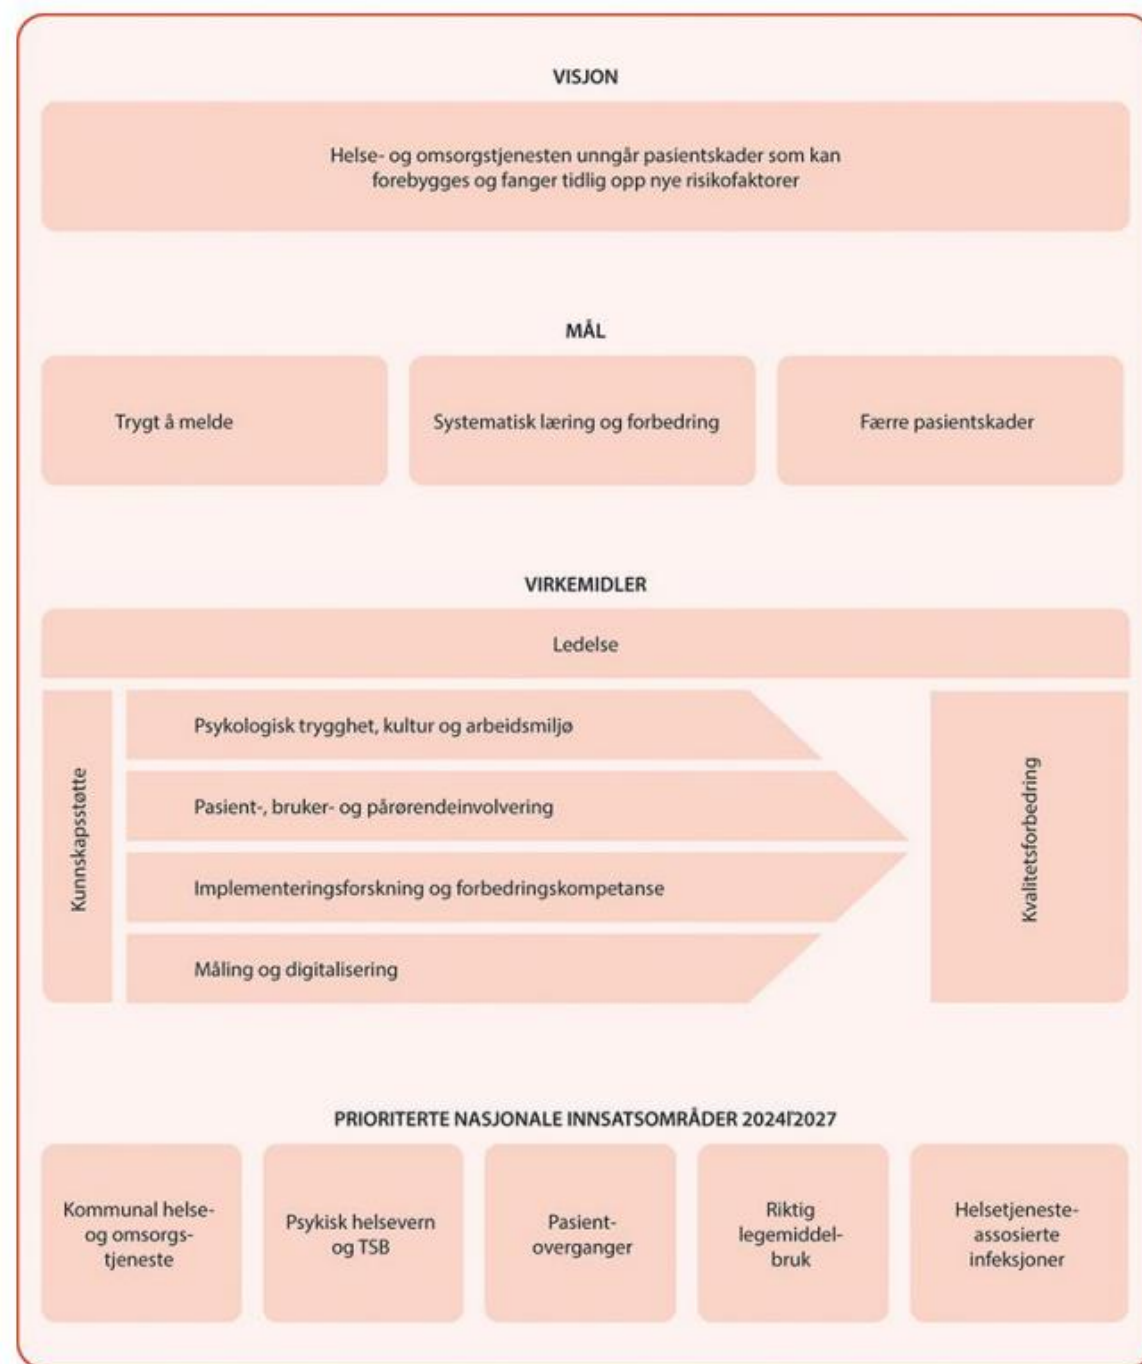 VISJON
Helse- og omsorgstjenesten unngår pasientskader som kan
forebygges og fanger tidlig opp nye risikofaktorer
MÅL
Trygt å melde
Systematisk læring og forbedring
Færre pasientskader
VIRKEMIDLER
Ledelse
Kunnskapsstøtte
Psykologisk trygghet, kultur og arbeidsmiljø
Pasient-, bruker- og pårørendeinvolvering
Implementeringsforskning og forbedringskompetanse
Måling og digitalisering
Kvalitetsforbedring
PRIORITERTE NASJONALE INNSATSOMRÅDER 2024ľ2027
Kommunal helse-
og omsorgs-
tjeneste
Psykisk helsevern
og TSB
Pasient-
overganger
Riktig
legemiddel-
bruk
Helsetjeneste-
assosierte
infeksjoner